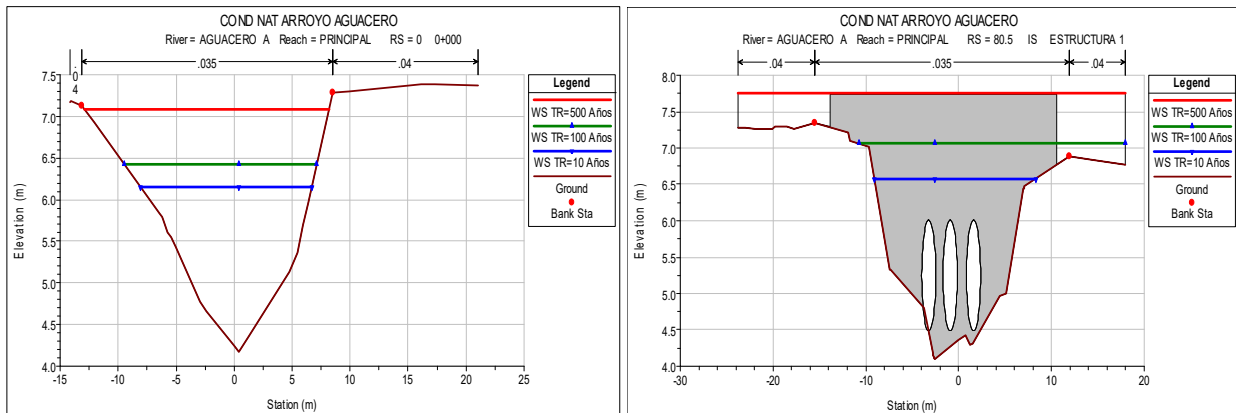 COND NAT ARROYO AGUACERO
River = AGUACERO A Reach = PRINCIPAL RS = 0 0+000
.04 .035 .04
Legend
WS TR=500 Años
WS TR=100 Años
WS TR=10 Años
Ground
Bank Sta
7.5
7.0
6.5
6.0
5.5
5.0
4.5
4.0
-15 -10 -5 0 5 10 15 20 25
Elevation (m)
Station (m)
COND NAT ARROYO AGUACERO
River = AGUACERO A Reach = PRINCIPAL RS = 80.5 IS ESTRUCTURA 1
.04 .035 .04
Legend
WS TR=500 Años
WS TR=100 Años
WS TR=10 Años
Ground
Bank Sta
8.0
7.5
7.0
6.5
6.0
5.5
5.0
4.5
4.0
-30 -20 -10 0 10 20
Elevation (m)
Station (m)